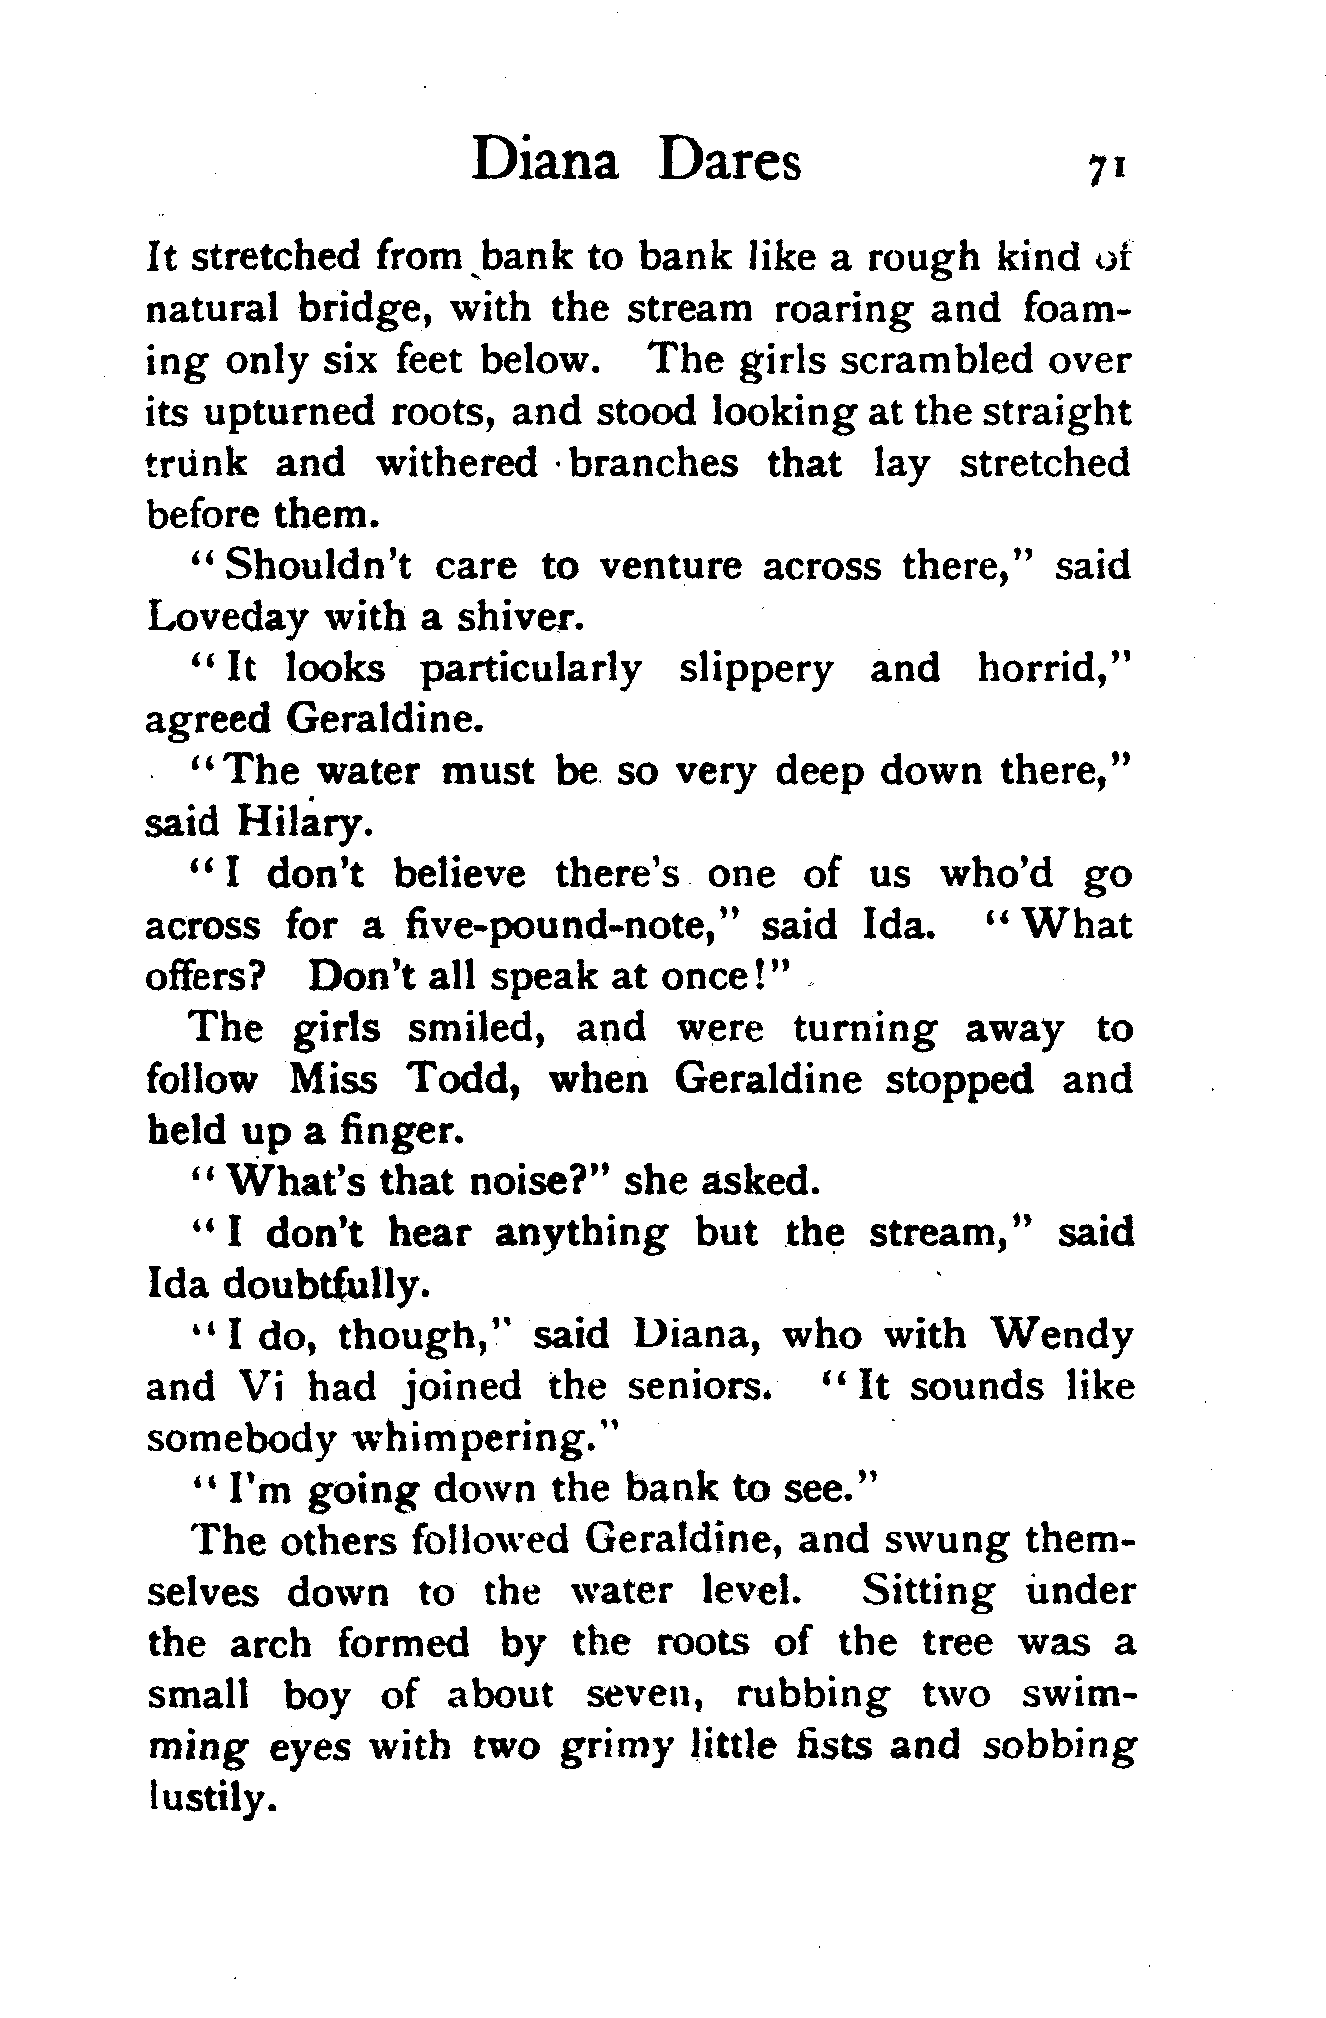 Diana Dares 71
It stretched from bank to bank like a rough kind of
natural bridge, with the stream roaring and foam-
ing only six feet below. The girls scrambled over
its upturned roots, and stood looking at the straight
trunk and withered branches that lay stretched
before them.
"Shouldn't care to venture across there," said
Loveday with a shiver.
"It looks particularly slippery and horrid,"
agreed Geraldine.
"The water must be so very deep down there,"
said Hilary.
"I don't believe there's one of us who'd go
across for a five-pound-note," said Ida. "What
offers? Don't all speak at once!"
The girls smiled, and were turning away to
follow Miss Todd, when Geraldine stopped and
held up a finger.
"What's that noise?" she asked.
"I don't hear anything but the stream," said
Ida doubtfully.
"I do, though," said Diana, who with Wendy
and Vi had joined the seniors. "It sounds like
somebody whimpering."
"I'm going down the bank to see."
The others followed Geraldine, and swung them-
selves down to the water level. Sitting under
the arch formed by the roots of the tree was a
small boy of about seven, rubbing two swim-
ming eyes with two grimy little fists and sobbing
lustily.